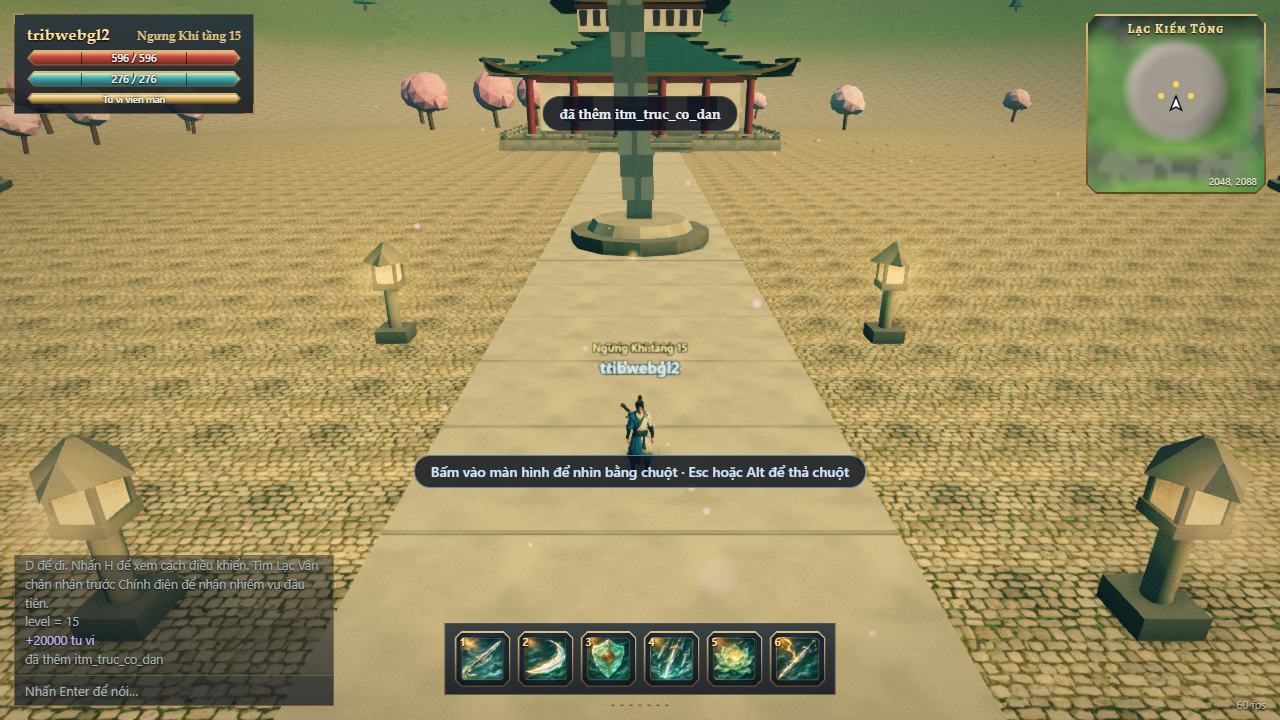 tribwebgl2 Ngưng Khí tầng 15
596 / 596
276 / 276
Tu vi viên mãn
LẠC KIẾM TÔNG
2048, 2088
đã thêm itm_truc_co_dan
Ngưng Khí tầng 15
tribwebgl2
Bấm vào màn hình để nhìn bằng chuột · Esc hoặc Alt để thả chuột
D để đi. Nhấn H để xem cách điều khiển. Tìm Lạc Vân
chân nhân trước Chính điện để nhận nhiệm vụ đầu
tiên.
level = 15
+20000 tu vi
đã thêm itm_truc_co_dan
Nhấn Enter để nói...
1 2 3 4 5 6
60 fps